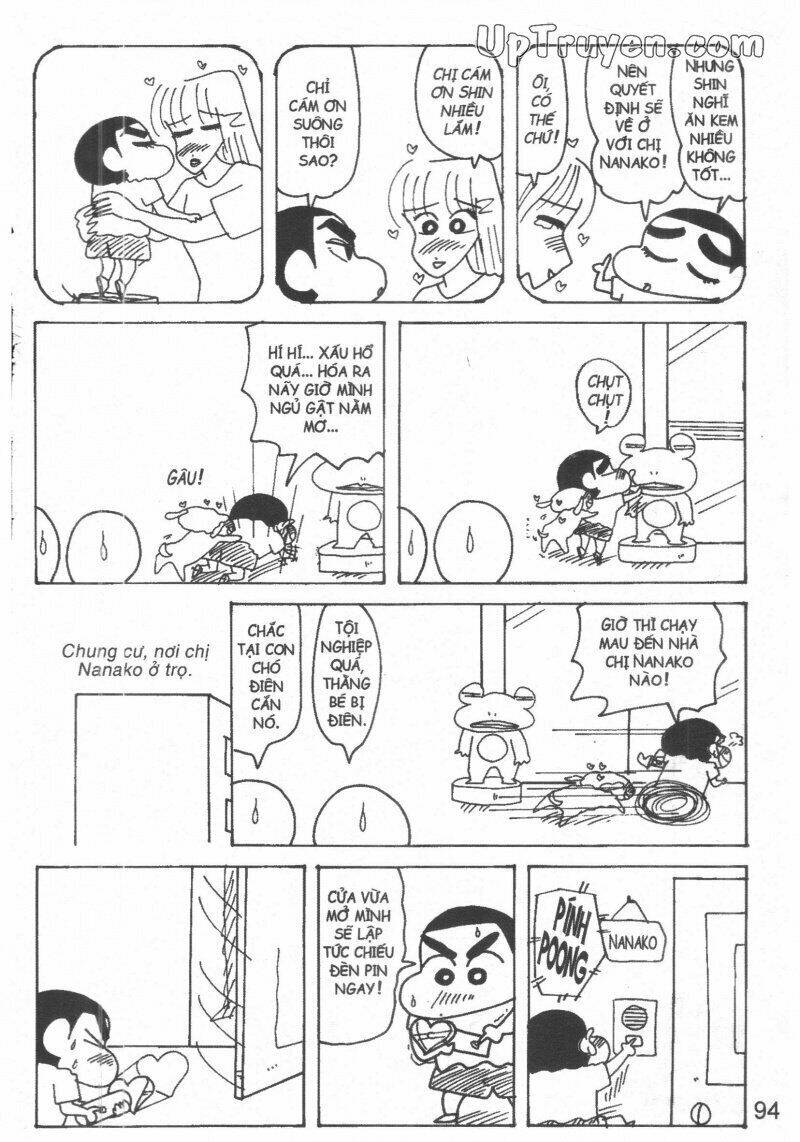 UpTruyen.com
NHƯNG
SHIN
NGHĨ
ĂN KEM
NHIỀU
KHÔNG
TỐT...
NÊN
QUYẾT
ĐỊNH SẼ
VỀ Ở
VỚI CHỊ
NANAKO!
ÔI,
CÓ
THẾ
CHỨ!
CHỊ CÁM
ƠN SHIN
NHIỀU
LẮM!
CHỈ
CÁM ƠN
SUÔNG
THÔI
SAO?
CHỤT
CHỤT
!
HÍ HÍ... XẤU HỔ
QUÁ... HÓA RA
NÃY GIỜ MÌNH
NGỦ GẬT NẰM
MƠ...
GÂU!
GIỜ THÌ CHẠY
MAU ĐẾN NHÀ
CHỊ NANAKO
NÀO!
TỘI
NGHIỆP
QUÁ,
THẰNG
BÉ BỊ
ĐIÊN.
CHẮC
TẠI CON
CHÓ
ĐIÊN
CẮN
NÓ.
Chung cư, nơi chị
Nanako ở trọ.
PÍNH
POONG
NANAKO
CỬA VỪA
MỞ MÌNH
SẼ LẬP
TỨC CHIẾU
ĐÈN PIN
NGAY!
94